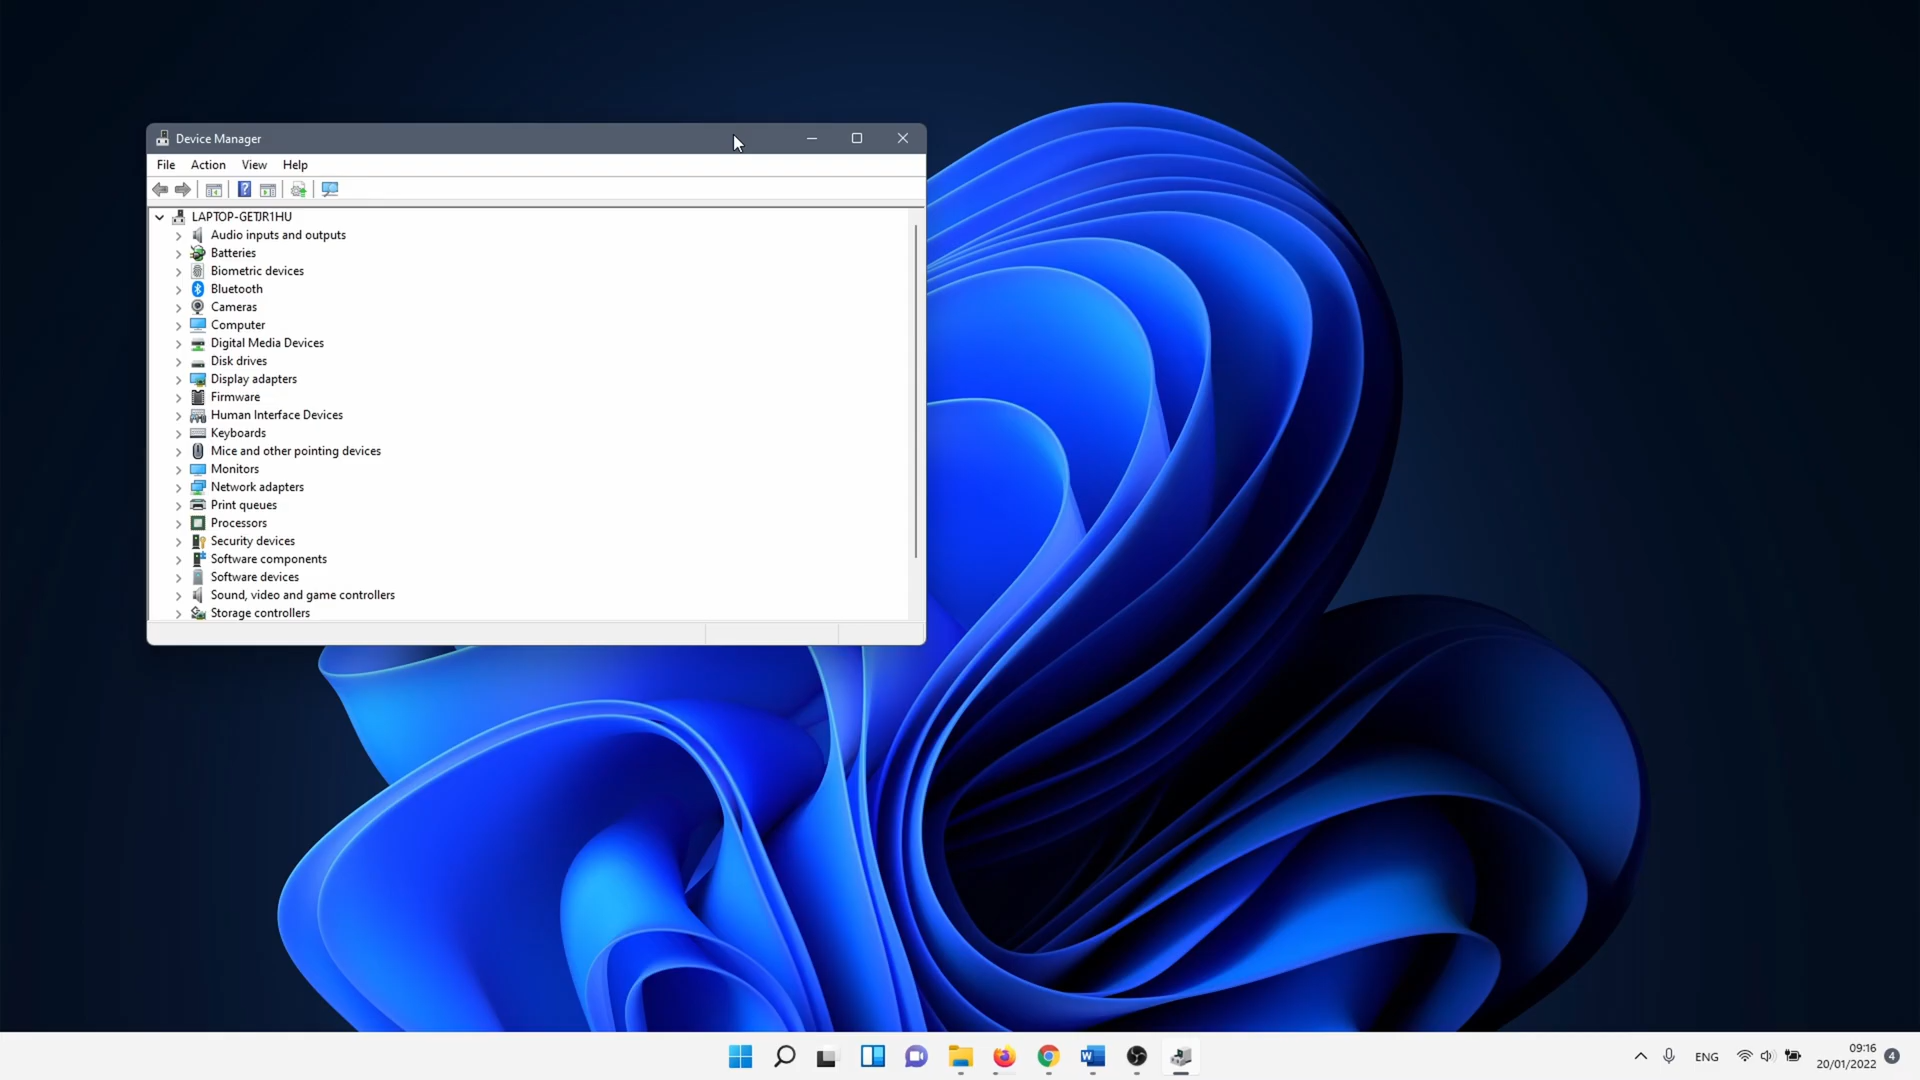 Device Manager
File Action View Help
LAPTOP-GETJR1HU
Audio inputs and outputs
Batteries
Biometric devices
Bluetooth
Cameras
Computer
Digital Media Devices
Disk drives
Display adapters
Firmware
Human Interface Devices
Keyboards
Mice and other pointing devices
Monitors
Network adapters
Print queues
Processors
Security devices
Software components
Software devices
Sound, video and game controllers
Storage controllers
ENG
09:16
20/01/2022
4